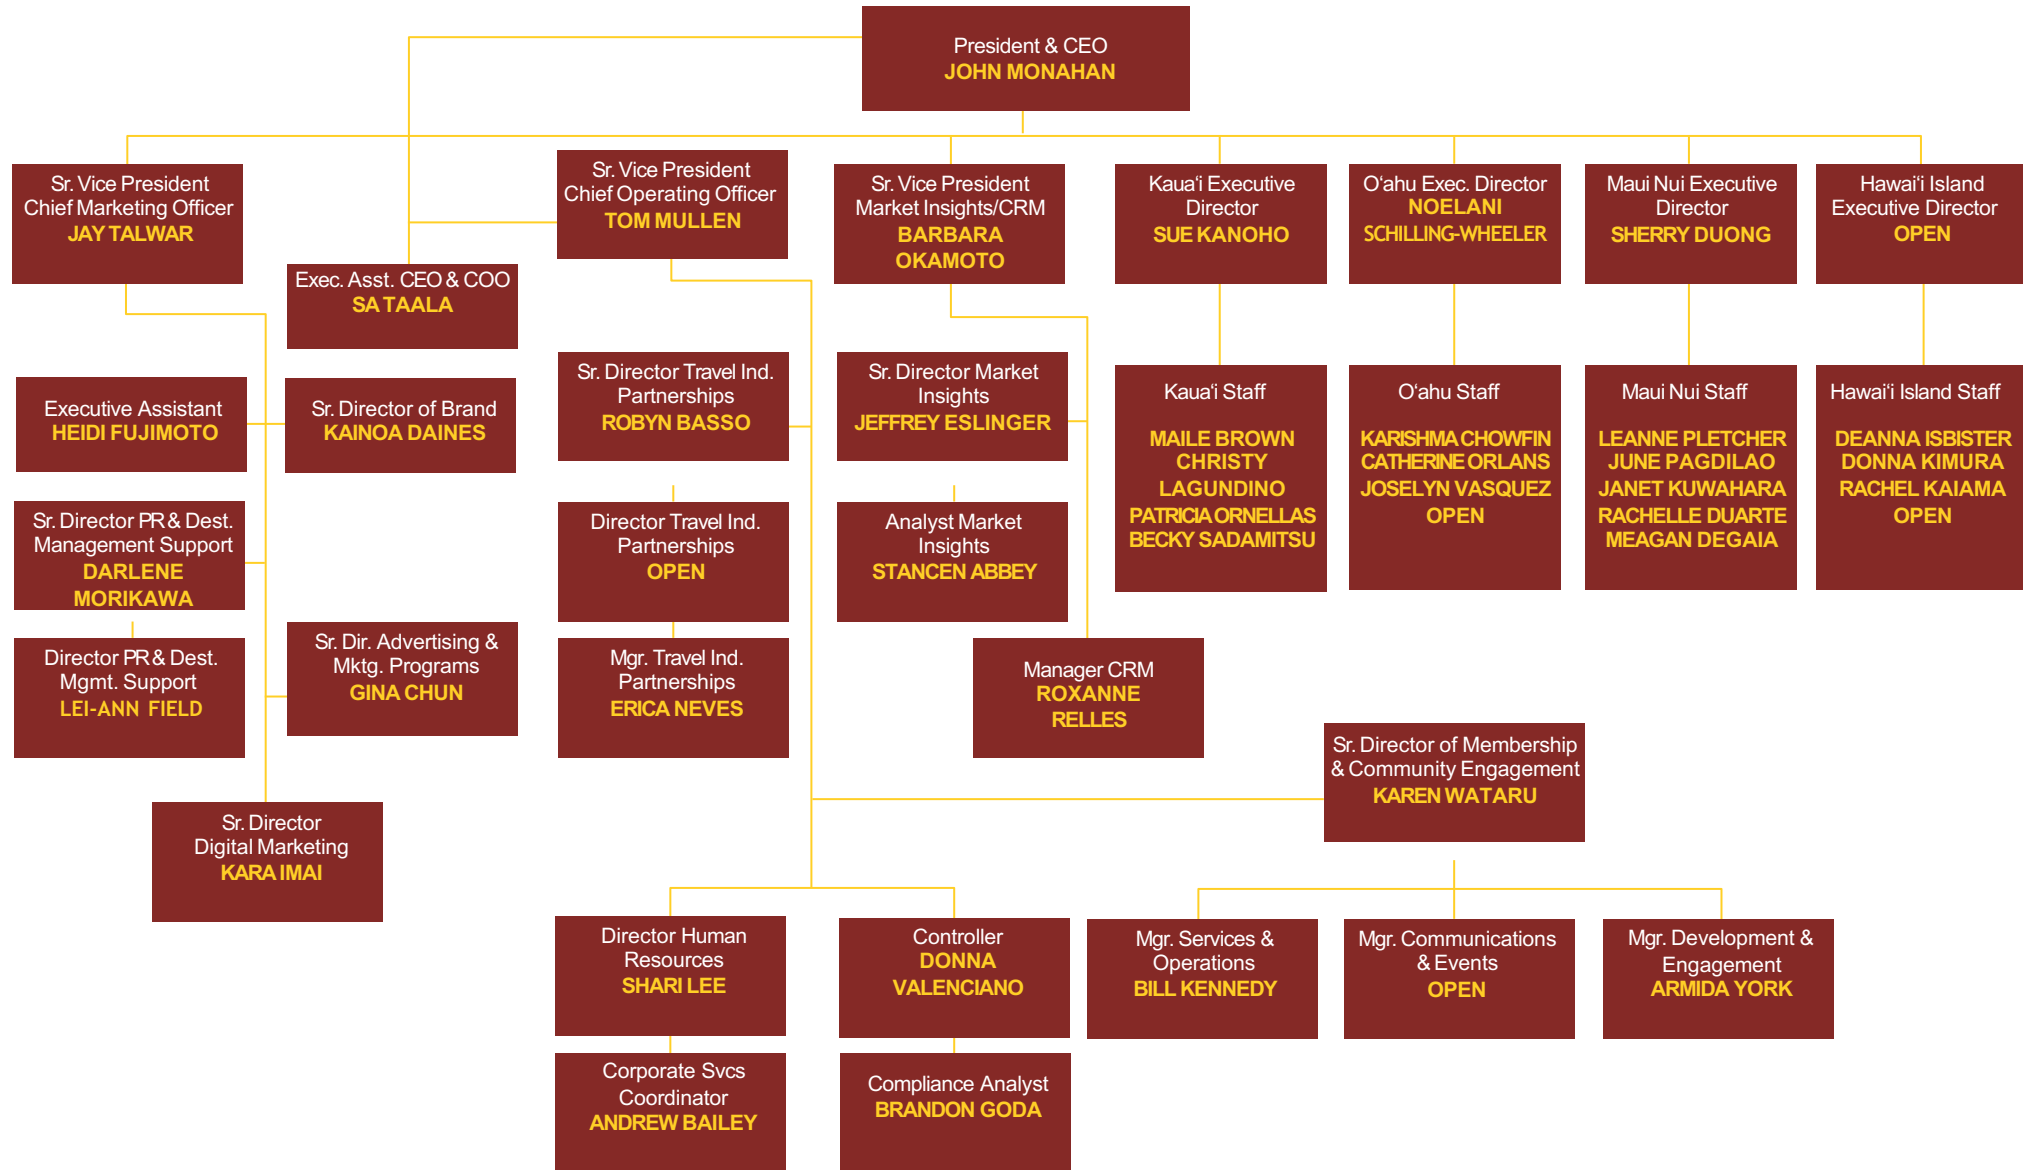 President & CEO
JOHN MONAHAN
Sr. Vice President
Chief Marketing Officer
JAY TALWAR
Exec. Asst. CEO & COO
SA TAALA
Sr. Vice President
Chief Operating Officer
TOM MULLEN
Sr. Vice President
Market Insights/CRM
BARBARA
OKAMOTO
Kauaʻi Executive
Director
SUE KANOHO
Oʻahu Exec. Director
NOELANI
SCHILLING-WHEELER
Maui Nui Executive
Director
SHERRY DUONG
Hawaiʻi Island
Executive Director
OPEN
Executive Assistant
HEIDI FUJIMOTO
Sr. Director of Brand
KAINOA DAINES
Sr. Director Travel Ind.
Partnerships
ROBYN BASSO
Sr. Director Market
Insights
JEFFREY ESLINGER
Kauaʻi Staff
MAILE BROWN
CHRISTY
LAGUNDINO
PATRICIA ORNELLAS
BECKY SADAMITSU
Oʻahu Staff
KARISHMA CHOWFIN
CATHERINE ORLANS
JOSELYN VASQUEZ
OPEN
Maui Nui Staff
LEANNE PLETCHER
JUNE PAGDILAO
JANET KUWAHARA
RACHELLE DUARTE
MEAGAN DEGAIA
Hawaiʻi Island Staff
DEANNA ISBISTER
DONNA KIMURA
RACHEL KAIAMA
OPEN
Sr. Director PR & Dest.
Management Support
DARLENE
MORIKAWA
Director Travel Ind.
Partnerships
OPEN
Analyst Market
Insights
STANCEN ABBEY
Director PR & Dest.
Mgmt. Support
LEI-ANN FIELD
Sr. Dir. Advertising &
Mktg. Programs
GINA CHUN
Mgr. Travel Ind.
Partnerships
ERICA NEVES
Manager CRM
ROXANNE
RELLES
Sr. Director of Membership
& Community Engagement
KAREN WATARU
Sr. Director
Digital Marketing
KARA IMAI
Director Human
Resources
SHARI LEE
Controller
DONNA
VALENCIANO
Mgr. Services &
Operations
BILL KENNEDY
Mgr. Communications
& Events
OPEN
Mgr. Development &
Engagement
ARMIDA YORK
Corporate Svcs
Coordinator
ANDREW BAILEY
Compliance Analyst
BRANDON GODA